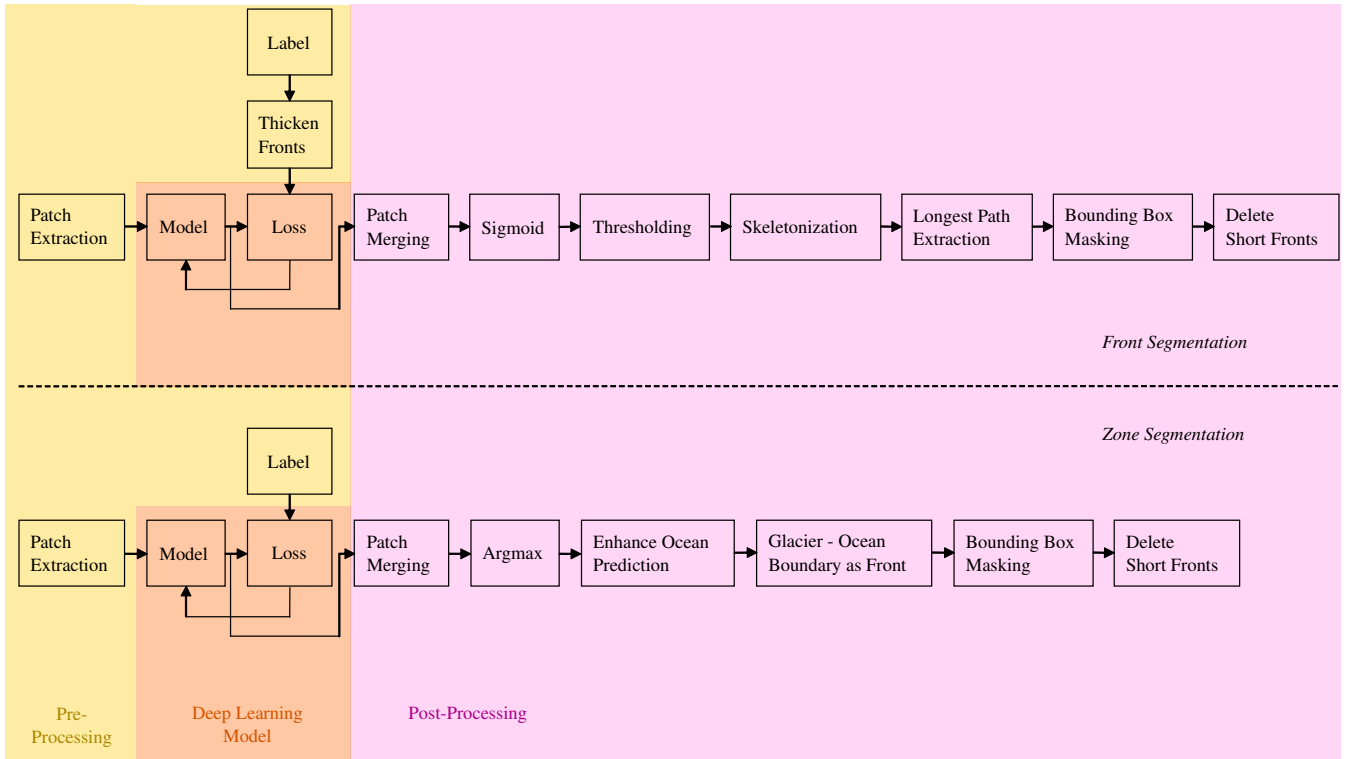 Label
Thicken
Fronts
Patch
Extraction
Model
Loss
Patch
Merging
Sigmoid
Thresholding
Skeletonization
Longest Path
Extraction
Bounding Box
Masking
Delete
Short Fronts
Front Segmentation
Zone Segmentation
Label
Patch
Extraction
Model
Loss
Patch
Merging
Argmax
Enhance Ocean
Prediction
Glacier - Ocean
Boundary as Front
Bounding Box
Masking
Delete
Short Fronts
Pre-
Processing
Deep Learning
Model
Post-Processing